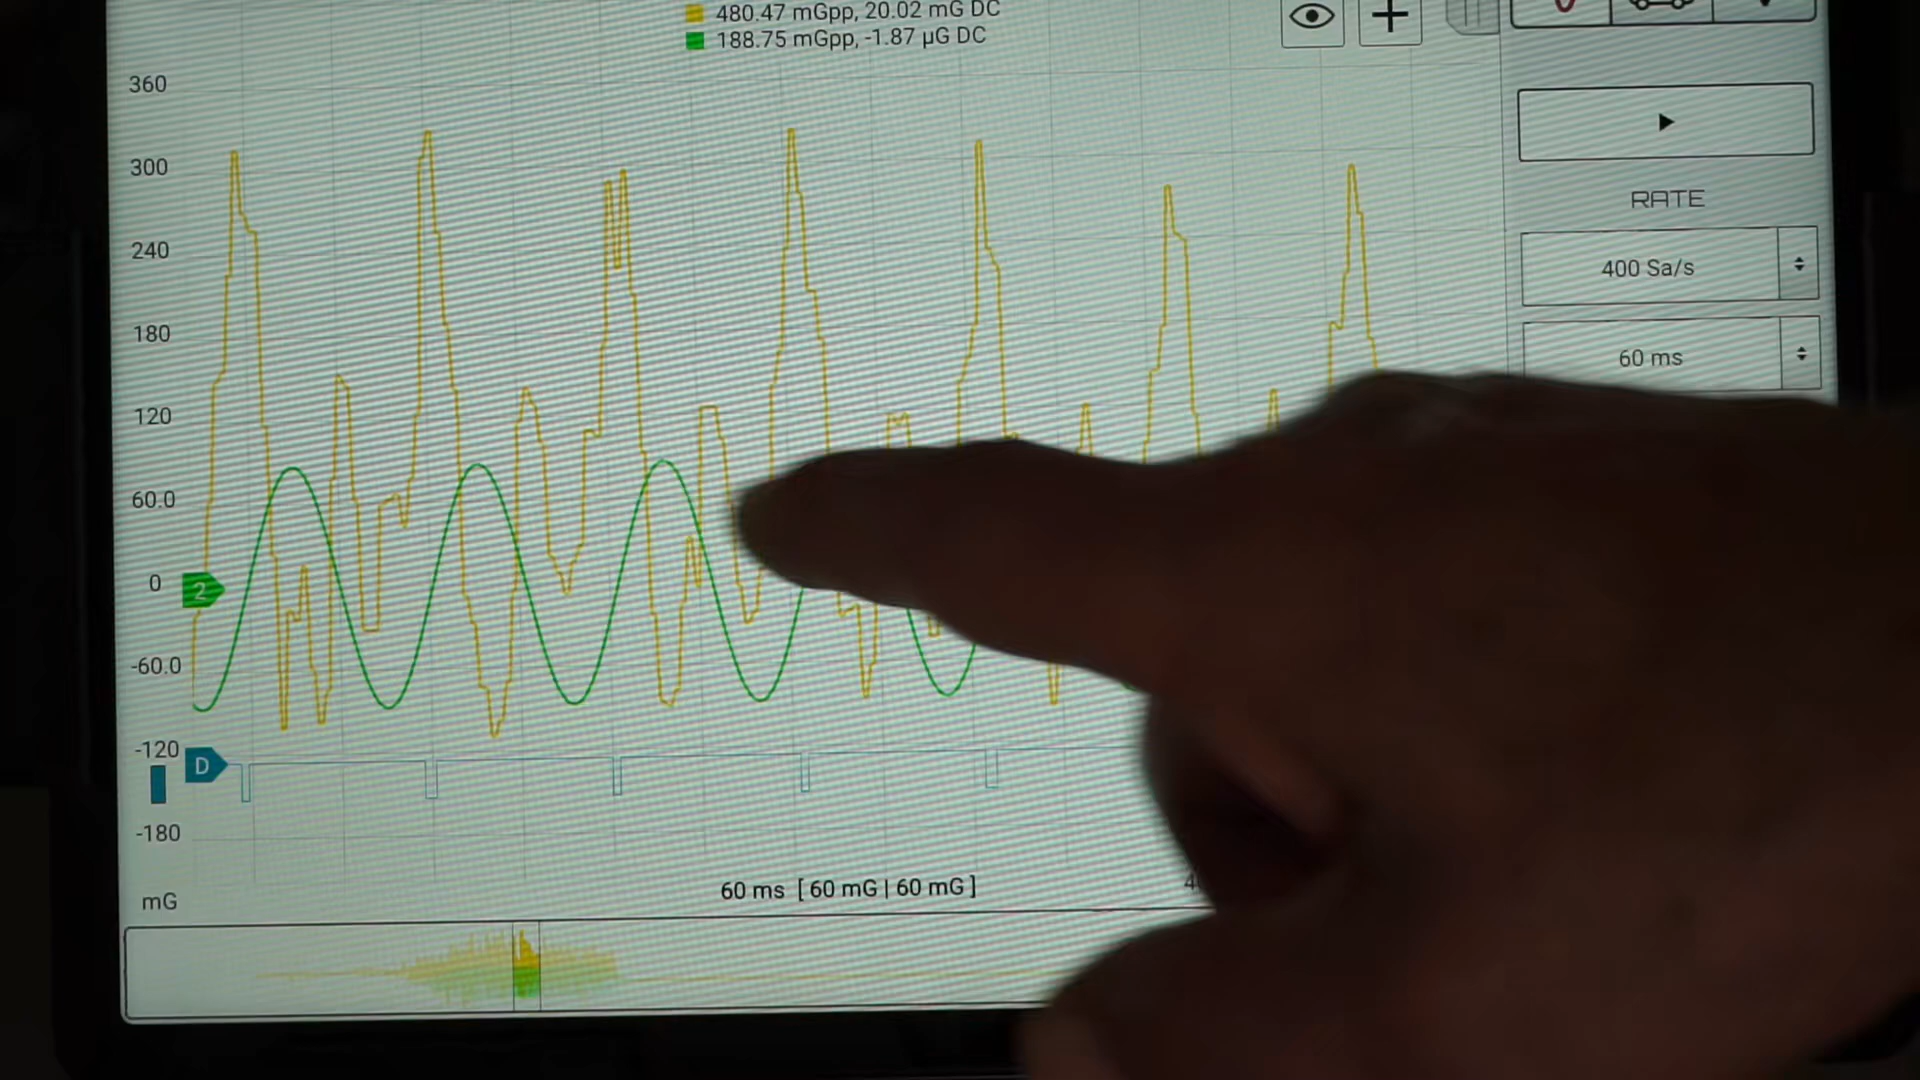 480.47 mGpp, 20.02 mG DC
188.75 mGpp, -1.87 µG DC
360
300
240
180
120
60.0
0
-60.0
-120
-180
mG
2
D
60 ms [ 60 mG | 60 mG ]
RATE
400 Sa/s
60 ms